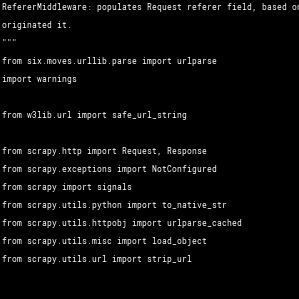 RefererMiddleware: populates Request referer field, based on
originated it.
"""
from six.moves.urllib.parse import urlparse
import warnings
from w3lib.url import safe_url_string
from scrapy.http import Request, Response
from scrapy.exceptions import NotConfigured
from scrapy import signals
from scrapy.utils.python import to_native_str
from scrapy.utils.httpobj import urlparse_cached
from scrapy.utils.misc import load_object
from scrapy.utils.url import strip_url